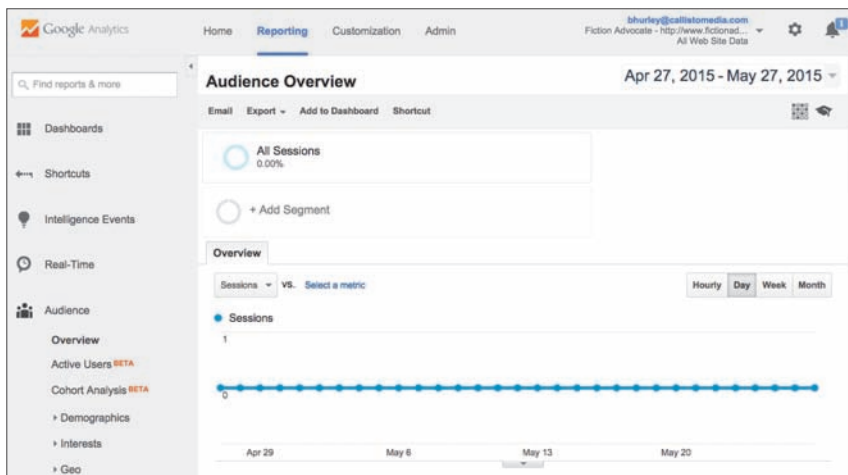 Google Analytics
Home Reporting Customization Admin
bhurley@callistomedia.com
Fiction Advocate - http://www.fictionad...
All Web Site Data
1
Find reports & more
Dashboards
Shortcuts
Intelligence Events
Real-Time
Audience
Overview
Active Users BETA
Cohort Analysis BETA
Demographics
Interests
Geo
Audience Overview
Apr 27, 2015 - May 27, 2015
Email Export Add to Dashboard Shortcut
All Sessions
0.00%
+ Add Segment
Overview
Sessions VS. Select a metric
Hourly Day Week Month
Sessions
1
0
Apr 29 May 6 May 13 May 20